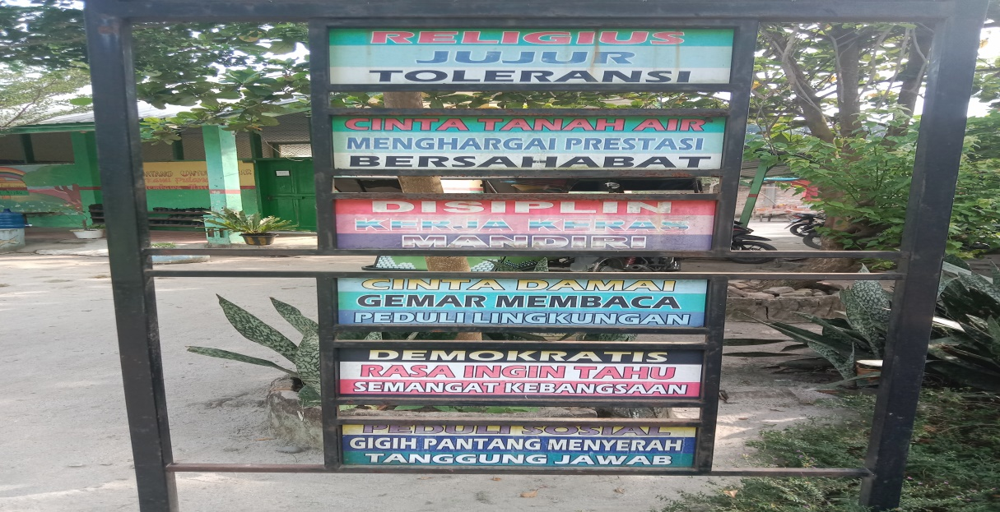 RELIGIUS
JUJUR
TOLERANSI
CINTA TANAH AIR
MENGHARGAI PRESTASI
BERSAHABAT
DISIPLIN
KERJA KERAS
MANDIRI
CINTA DAMAI
GEMAR MEMBACA
PEDULI LINGKUNGAN
DEMOKRATIS
RASA INGIN TAHU
SEMANGAT KEBANGSAAN
PEDULI SOSIAL
GIGIH PANTANG MENYERAH
TANGGUNG JAWAB